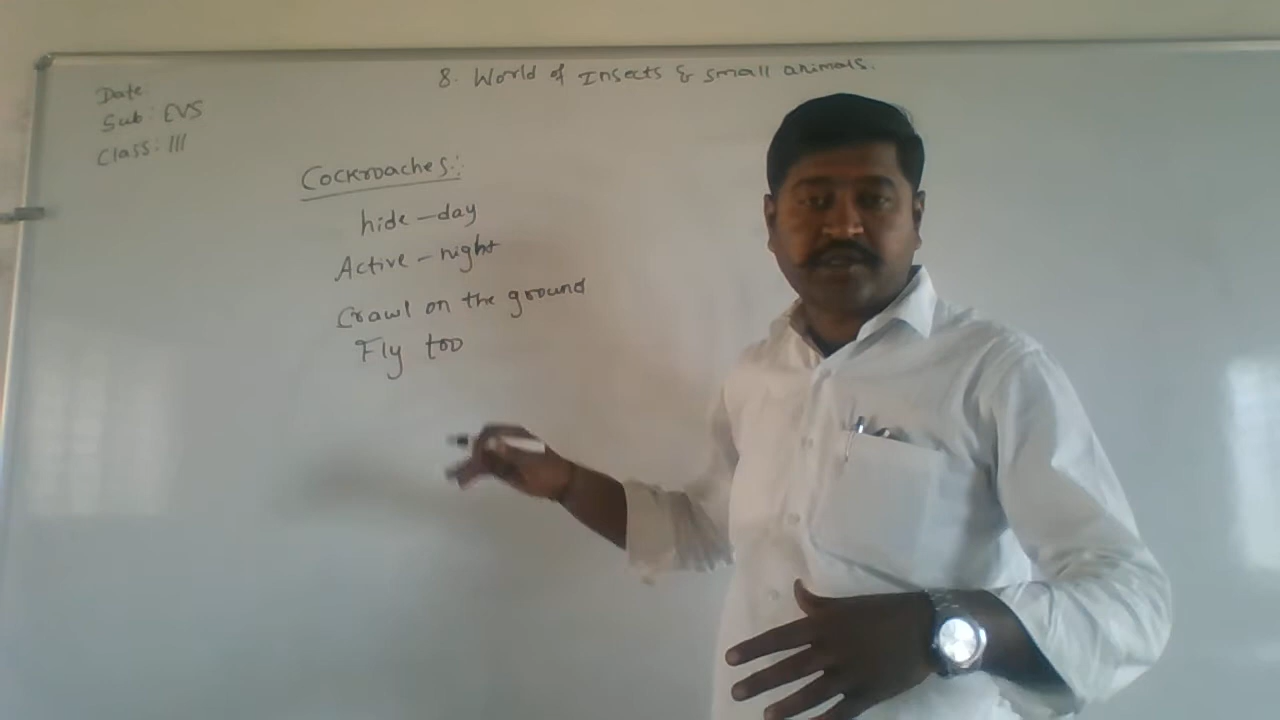 8. World of Insects & small animals.
Date:
Sub: EVS
Class: III
Cockroaches:
hide - day
Active - night
Crawl on the ground
Fly too